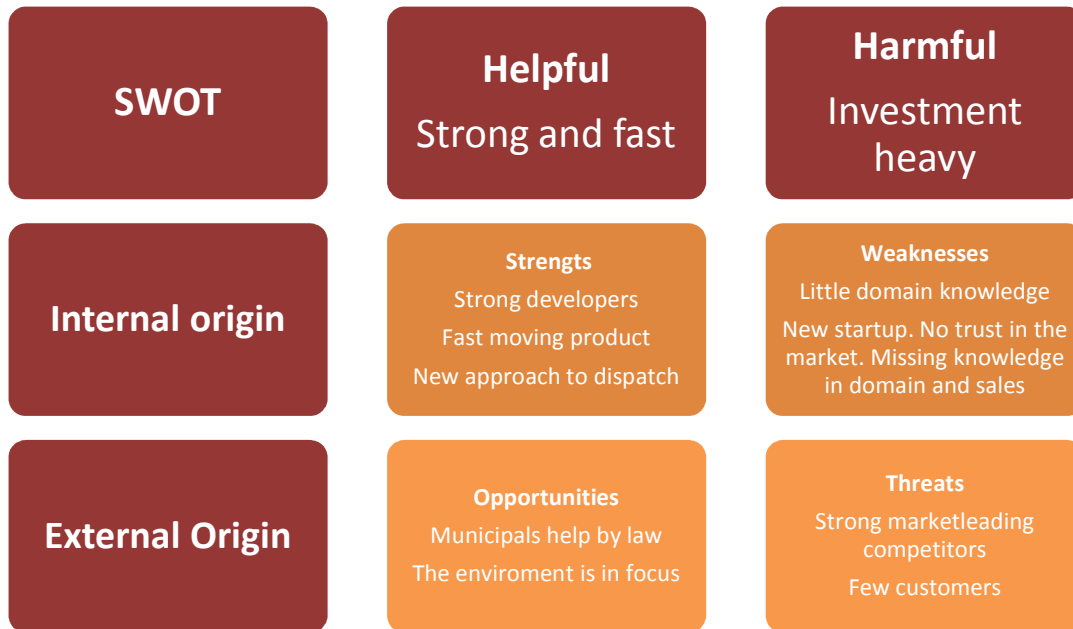 SWOT
Helpful
Strong and fast
Harmful
Investment
heavy
Internal origin
Strengts
Strong developers
Fast moving product
New approach to dispatch
Weaknesses
Little domain knowledge
New startup. No trust in the
market. Missing knowledge
in domain and sales
External Origin
Opportunities
Municipals help by law
The enviroment is in focus
Threats
Strong marketleading
competitors
Few customers